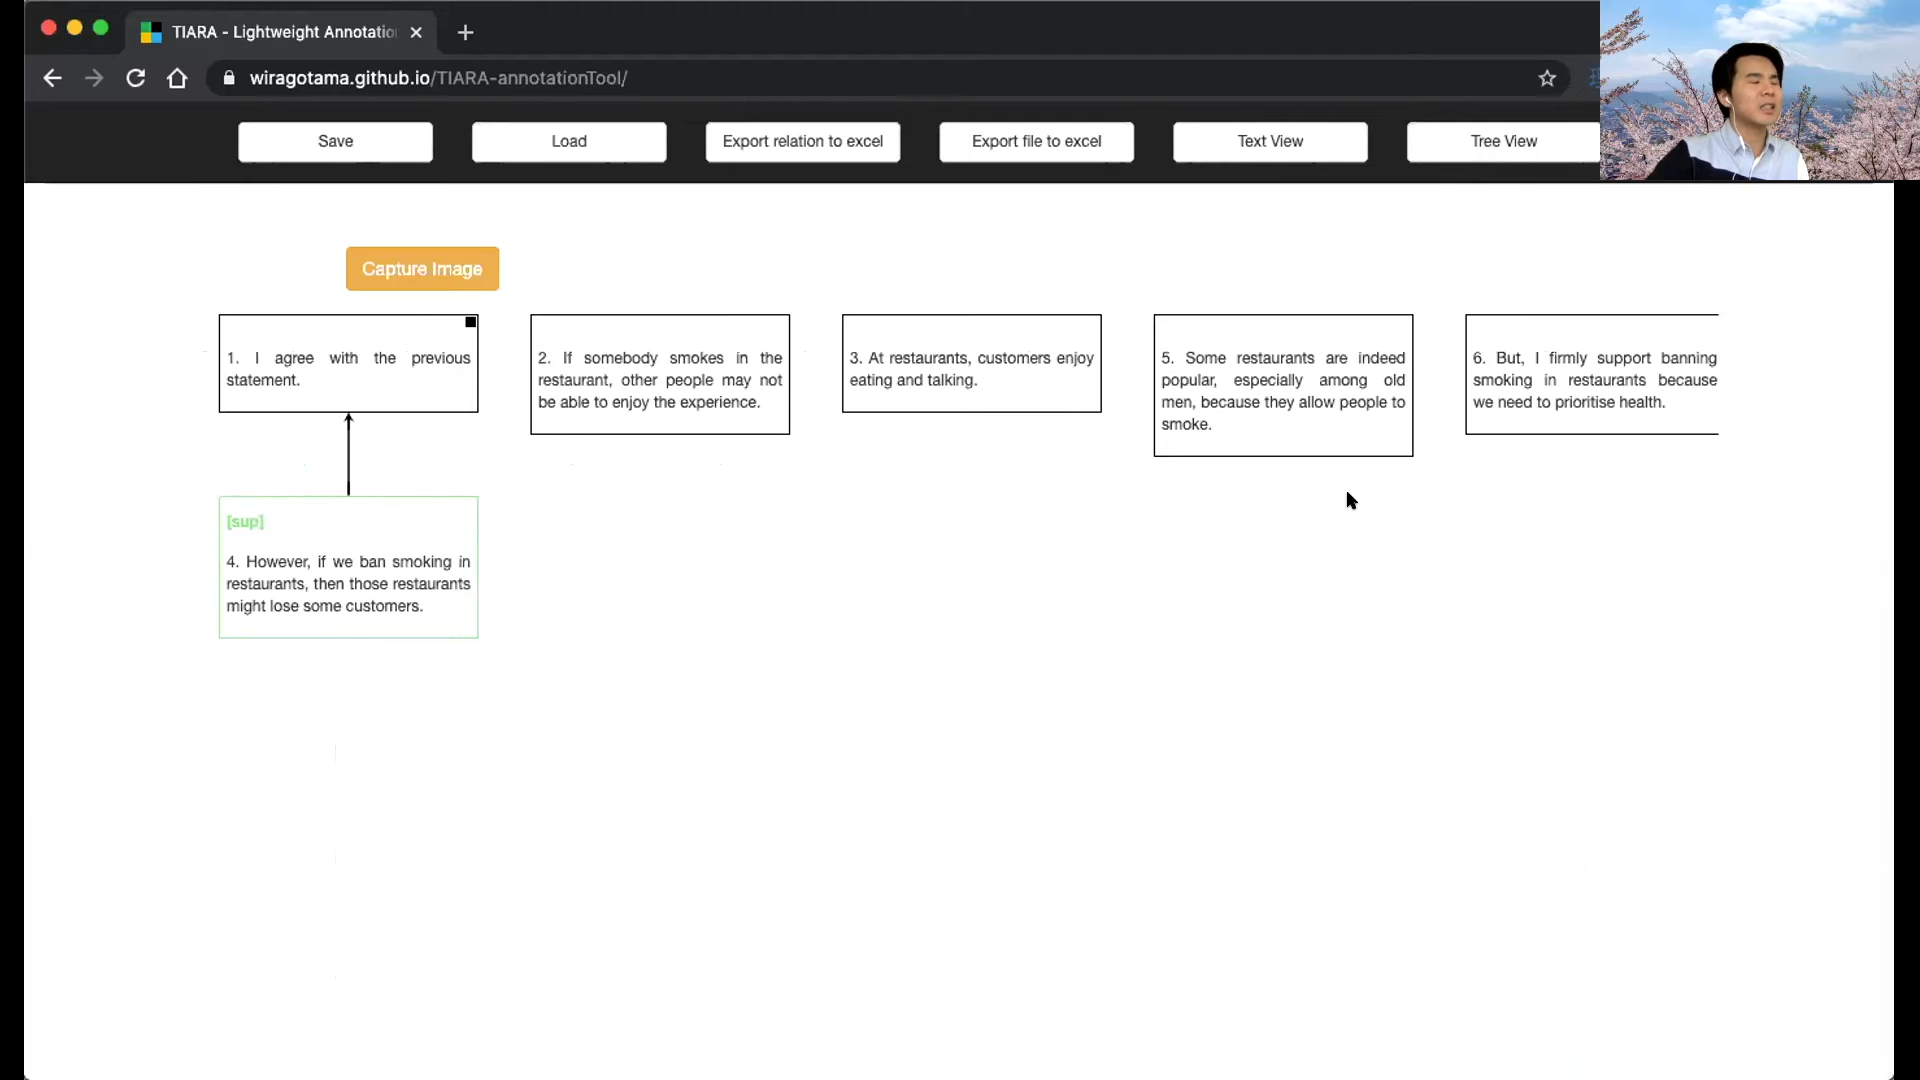 TIARA - Lightweight Annotatio
wiragotama.github.io/TIARA-annotationTool/
Save
Load
Export relation to excel
Export file to excel
Text View
Tree View
Capture Image
1. I agree with the previous
statement.
2. If somebody smokes in the
restaurant, other people may not
be able to enjoy the experience.
3. At restaurants, customers enjoy
eating and talking.
5. Some restaurants are indeed
popular, especially among old
men, because they allow people to
smoke.
6. But, I firmly support banning
smoking in restaurants because
we need to prioritise health.
[sup]
4. However, if we ban smoking in
restaurants, then those restaurants
might lose some customers.